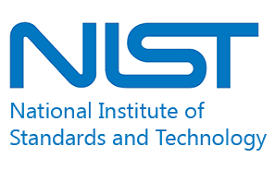 NIST
National Institute of
Standards and Technology